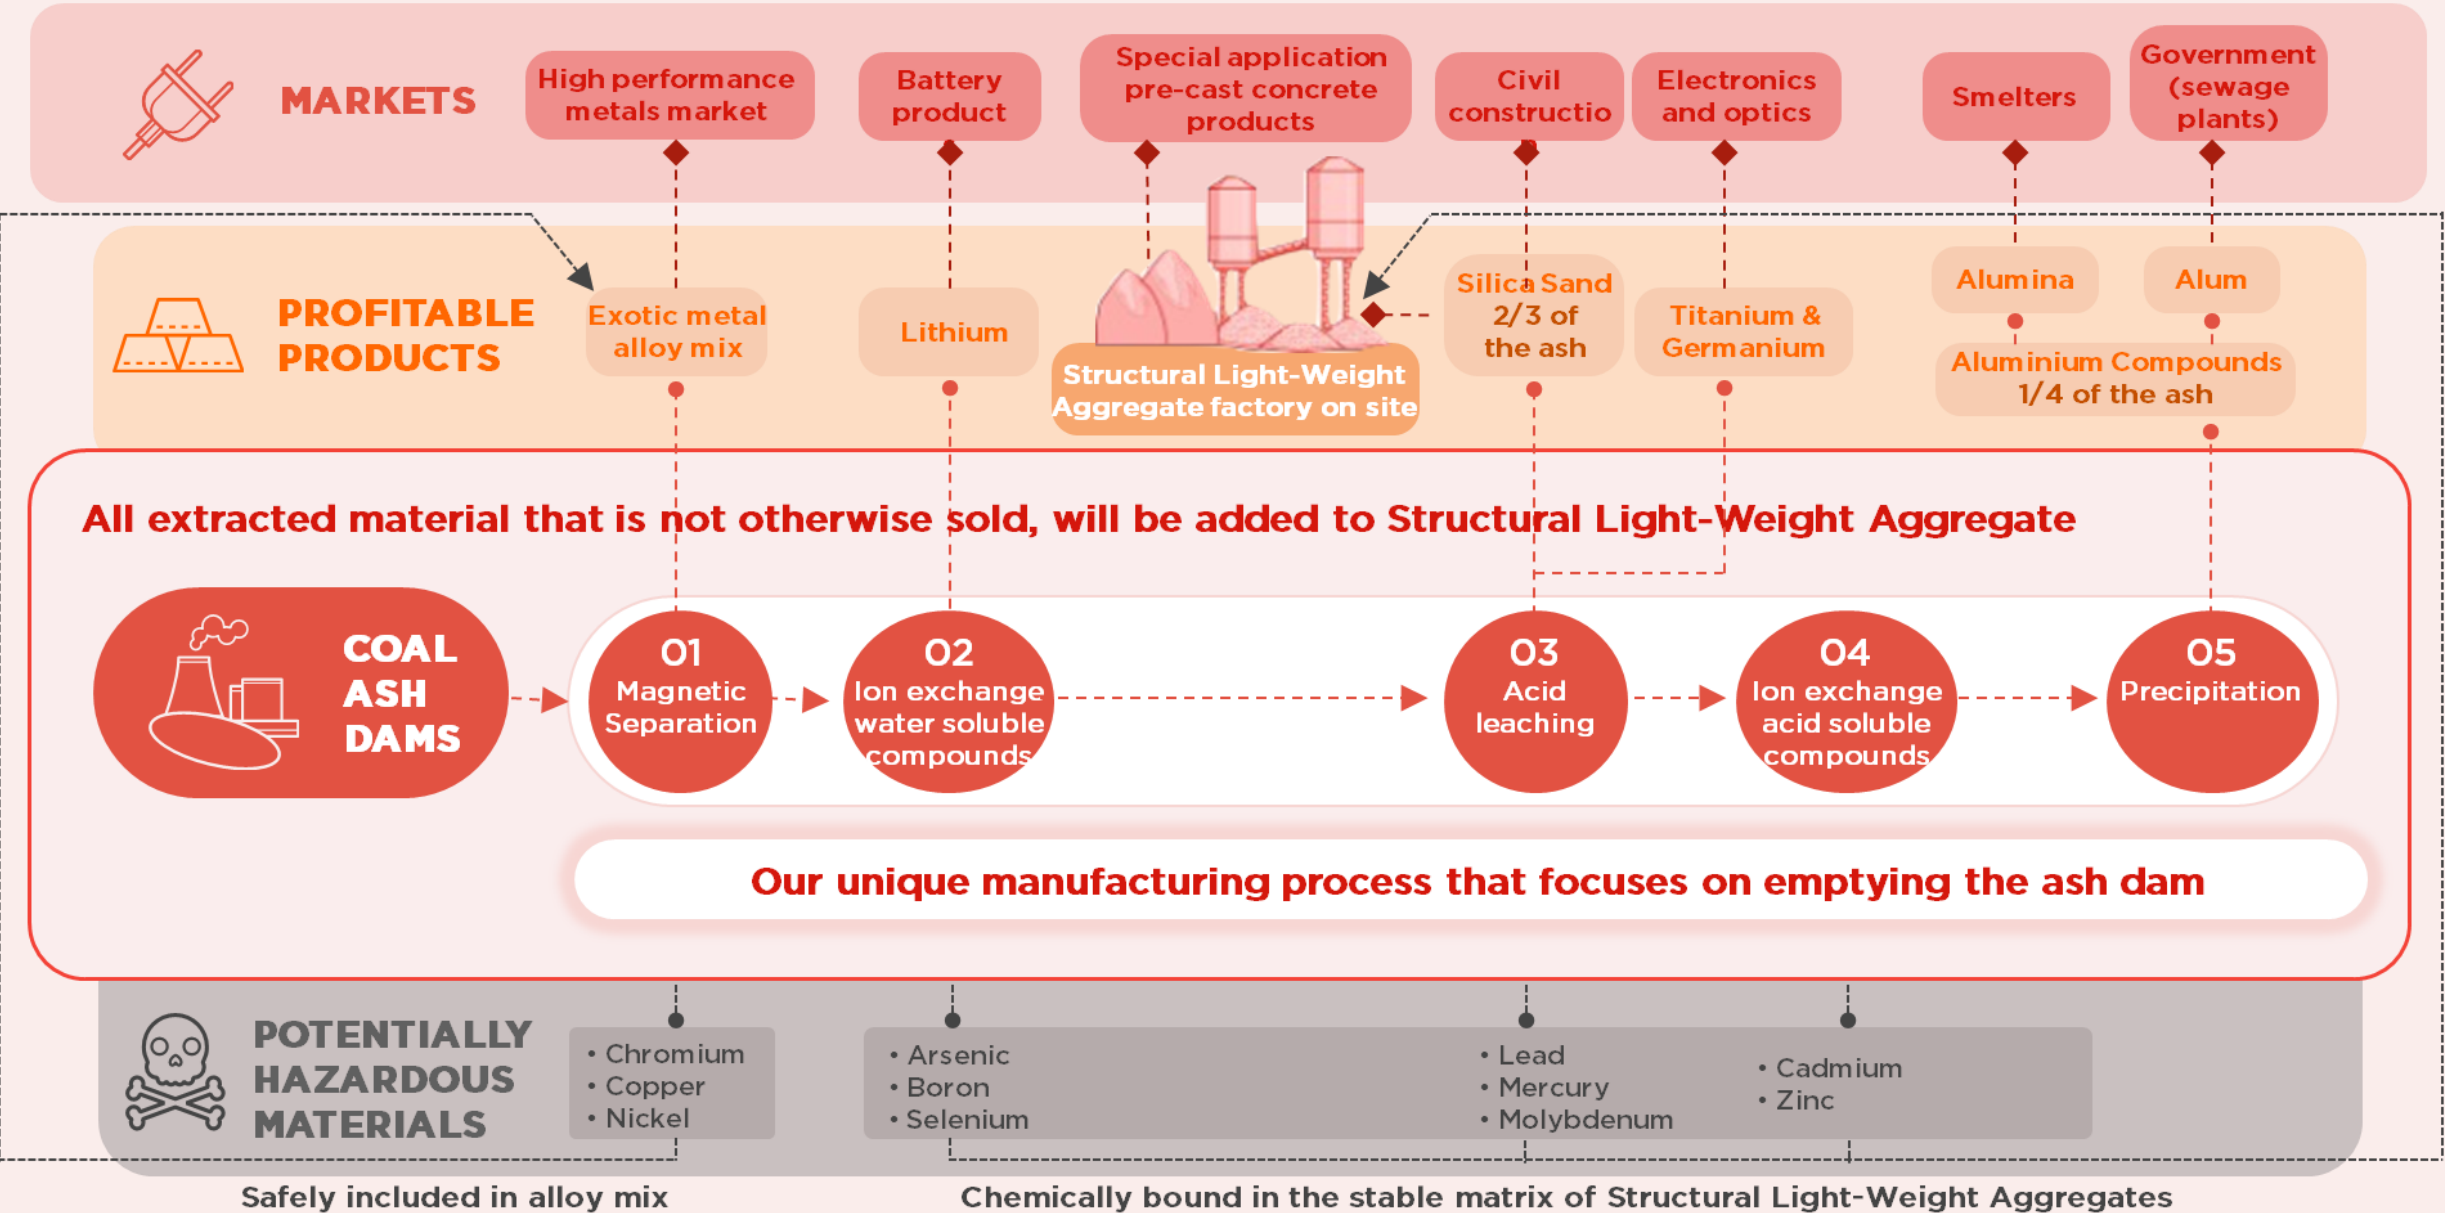 MARKETS
High performance
metals market
Battery
product
Special application
pre-cast concrete
products
Civil
constructio
n
Electronics
and optics
Smelters
Government
(sewage
plants)
PROFITABLE
PRODUCTS
Exotic metal
alloy mix
Lithium
Structural Light-Weight
Aggregate factory on site
Silica Sand
2/3 of
the ash
Titanium &
Germanium
Alumina
Alum
Aluminium Compounds
1/4 of the ash
All extracted material that is not otherwise sold, will be added to Structural Light-Weight Aggregate
COAL
ASH
DAMS
01
Magnetic
Separation
02
Ion exchange
water soluble
compounds
03
Acid
leaching
04
Ion exchange
acid soluble
compounds
05
Precipitation
Our unique manufacturing process that focuses on emptying the ash dam
POTENTIALLY
HAZARDOUS
MATERIALS
• Chromium
• Copper
• Nickel
• Arsenic
• Boron
• Selenium
• Lead
• Mercury
• Molybdenum
• Cadmium
• Zinc
Safely included in alloy mix
Chemically bound in the stable matrix of Structural Light-Weight Aggregates